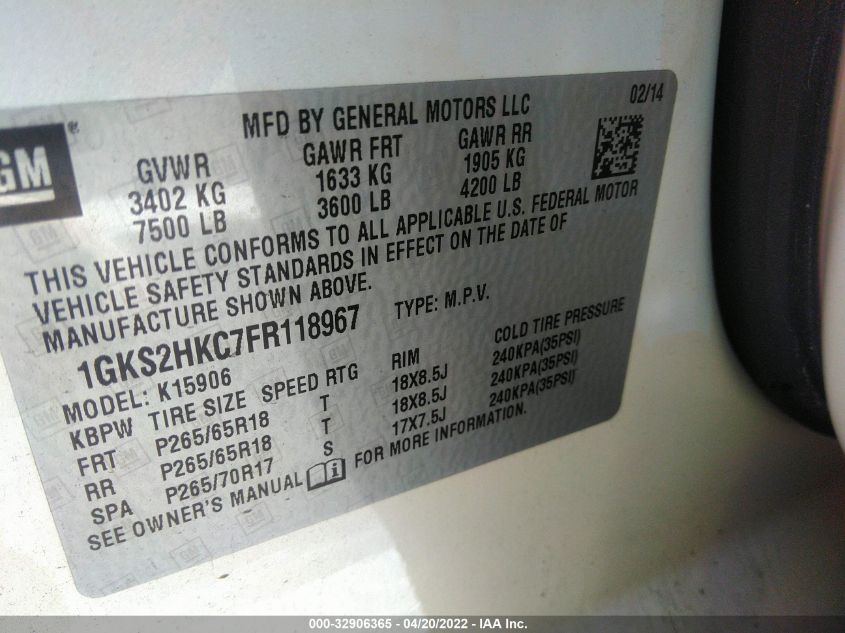 GM®
MFD BY GENERAL MOTORS LLC 02/14
GVWR GAWR FRT GAWR RR
3402 KG 1633 KG 1905 KG
7500 LB 3600 LB 4200 LB
THIS VEHICLE CONFORMS TO ALL APPLICABLE U.S. FEDERAL MOTOR
VEHICLE SAFETY STANDARDS IN EFFECT ON THE DATE OF
MANUFACTURE SHOWN ABOVE.
1GKS2HKC7FR118967 TYPE: M.P.V.
MODEL: K15906
KBPW TIRE SIZE SPEED RTG RIM COLD TIRE PRESSURE
FRT P265/65R18 T 18X8.5J 240KPA(35PSI)
RR P265/65R18 T 18X8.5J 240KPA(35PSI)
SPA P265/70R17 S 17X7.5J 240KPA(35PSI)
SEE OWNER'S MANUAL FOR MORE INFORMATION.
000-32906365 - 04/20/2022 - IAA Inc.